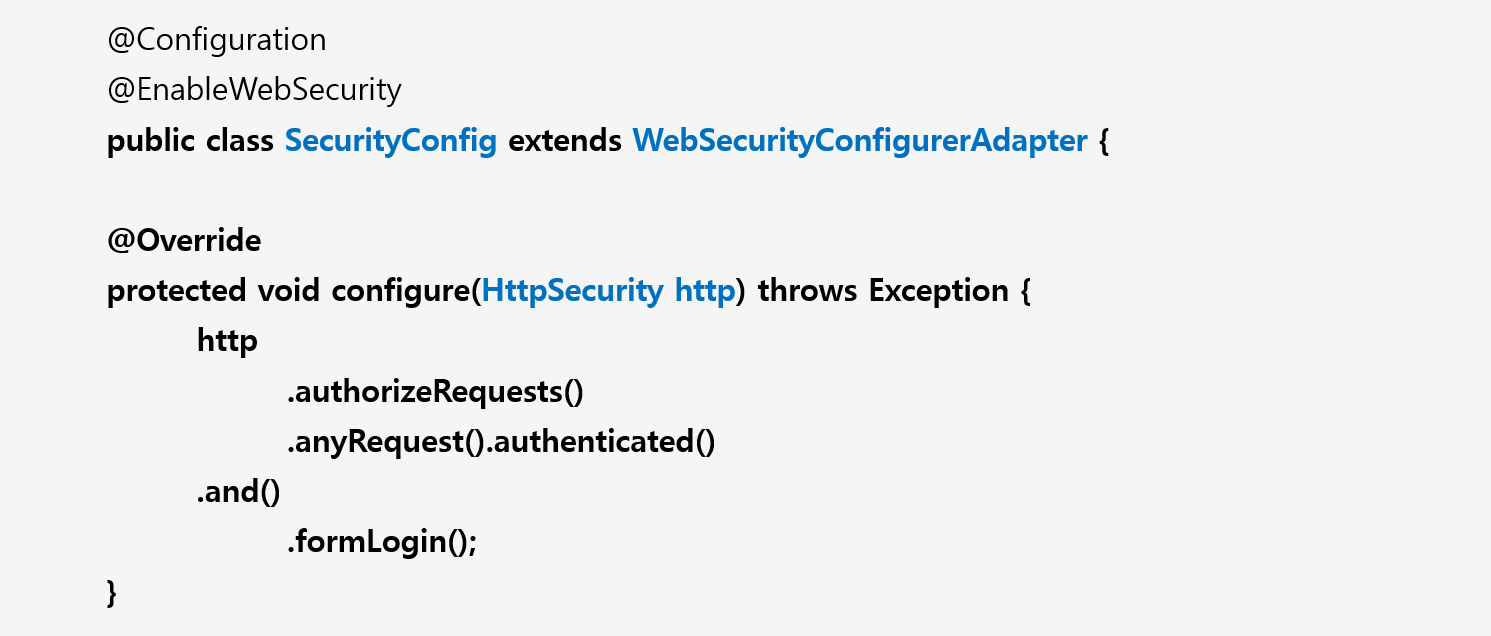 @Configuration
@EnableWebSecurity
public class SecurityConfig extends WebSecurityConfigurerAdapter {
@Override
protected void configure(HttpSecurity http) throws Exception {
http
.authorizeRequests()
.anyRequest().authenticated()
.and()
.formLogin();
}